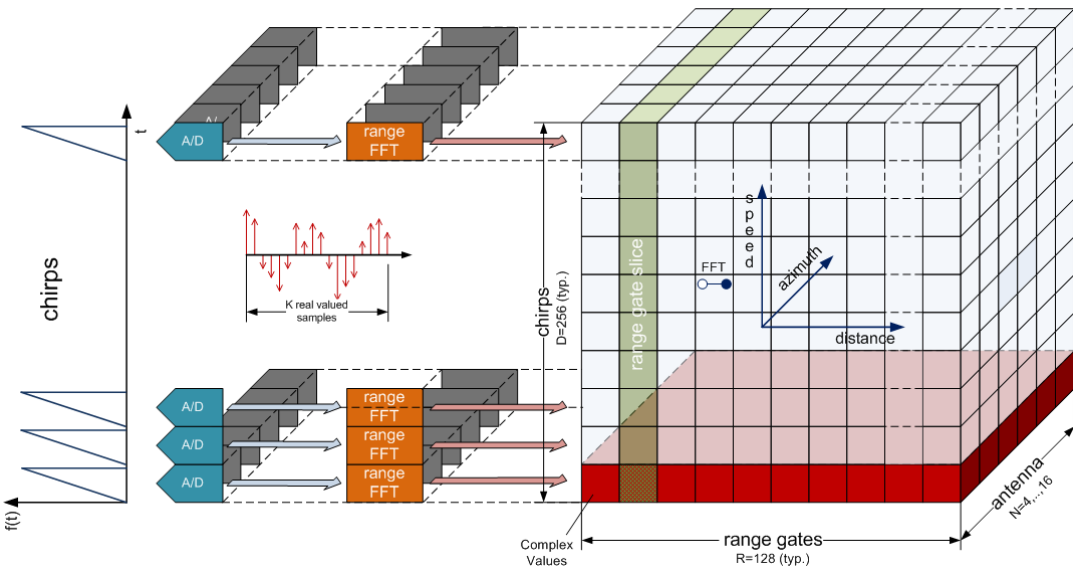 t
A/
A/D
range
FFT
chirps
K real valued
samples
A/D
range
FFT
A/D
range
FFT
A/D
range
FFT
f(t)
chirps
D=256 (typ.)
range gate slice
FFT
speed
azimuth
distance
Complex
Values
range gates
R=128 (typ.)
antenna
N=4,...,16